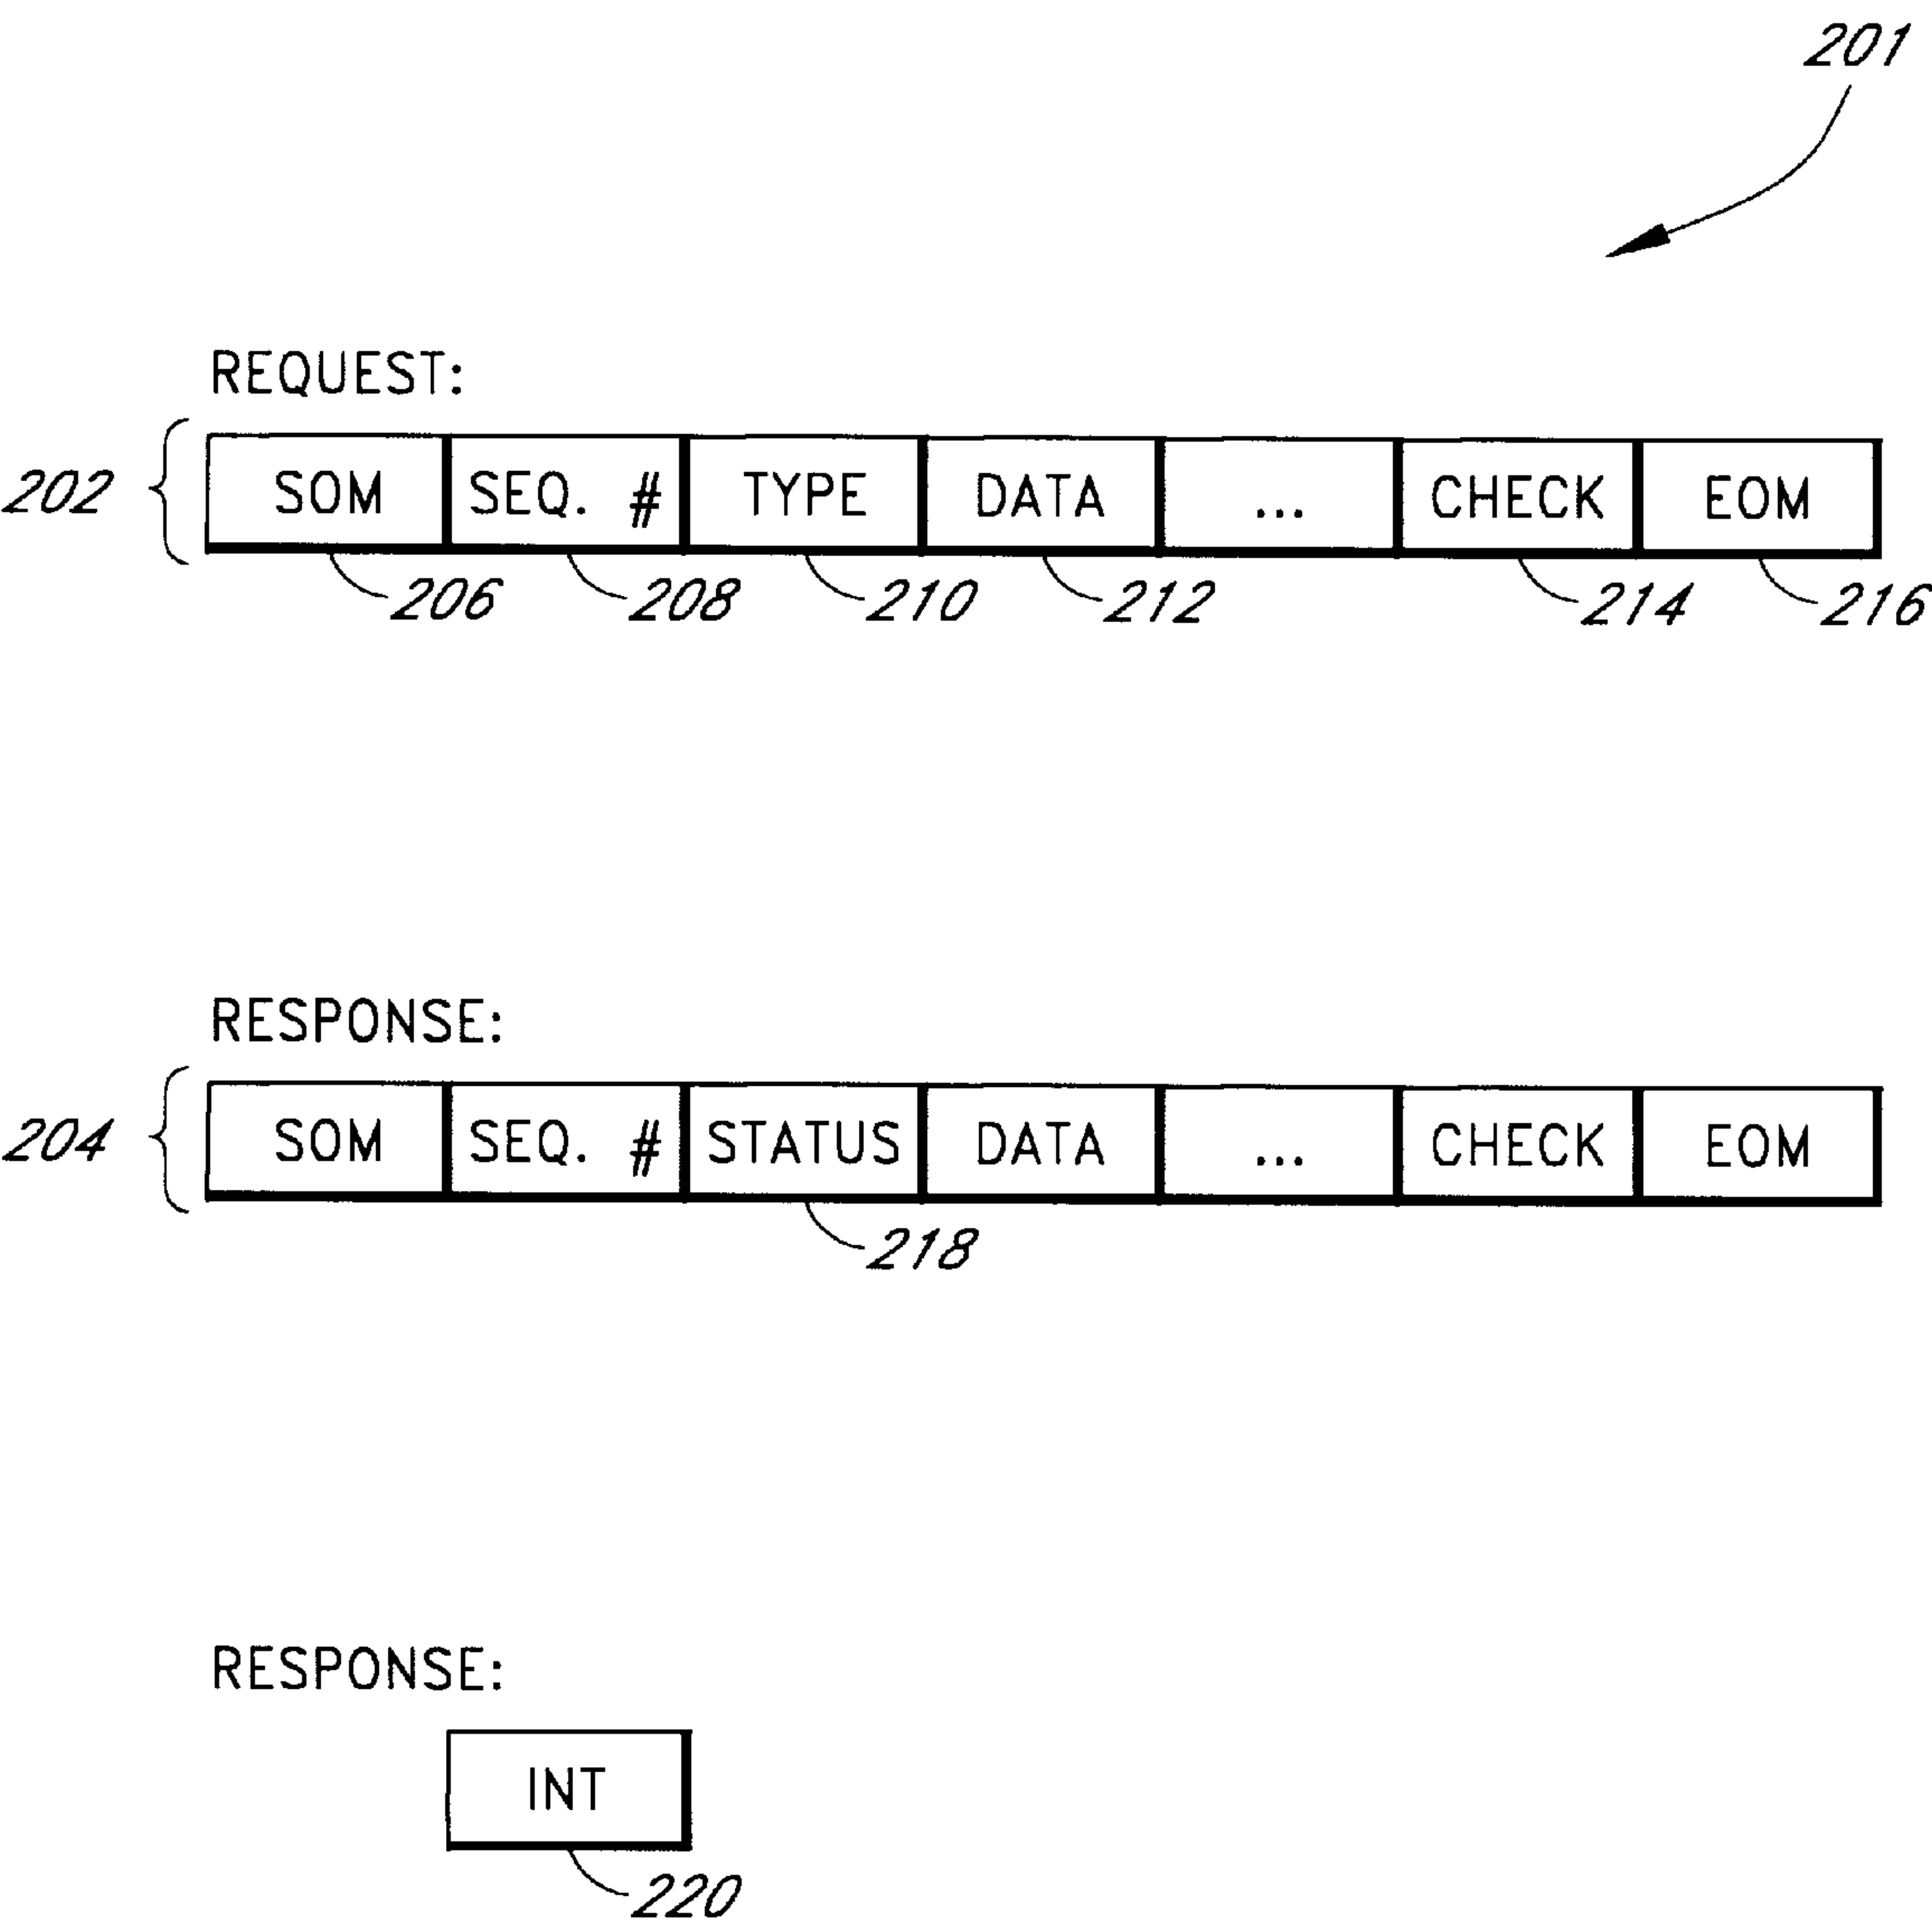 201
REQUEST:
202 SOM SEQ. # TYPE DATA ... CHECK EOM
206 208 210 212 214 216
RESPONSE:
204 SOM SEQ. # STATUS DATA ... CHECK EOM
218
RESPONSE:
INT
220